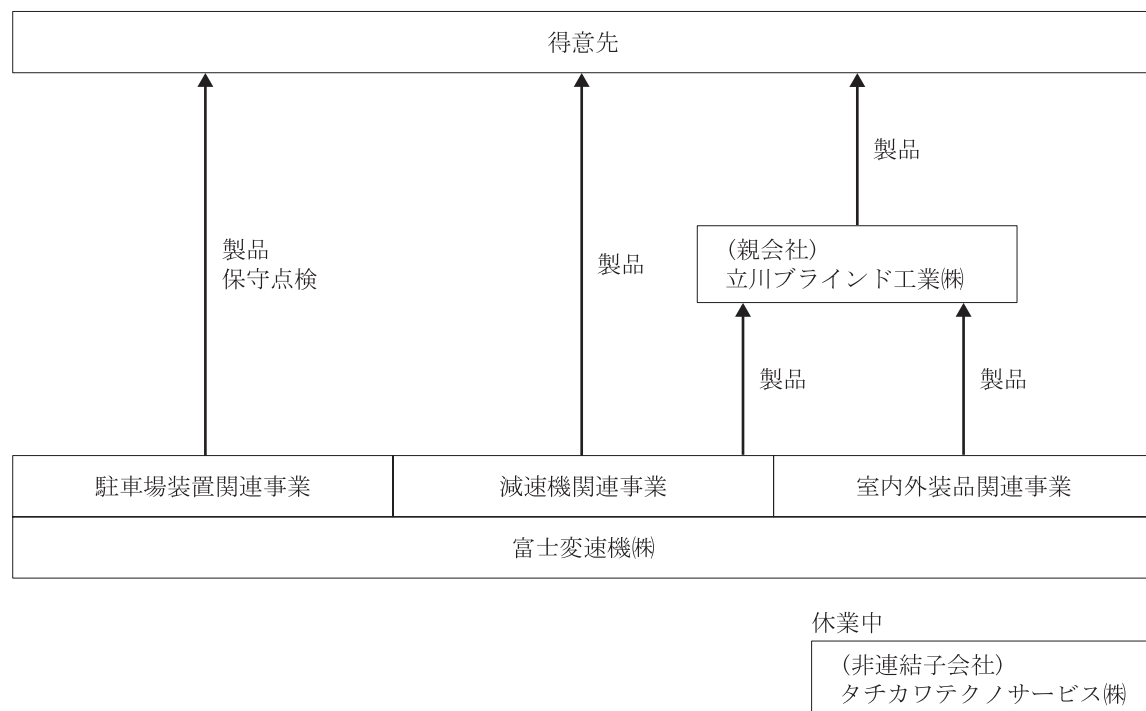 得意先
製品
(親会社)
立川ブラインド工業㈱
製品
保守点検
製品
製品
製品
駐車場装置関連事業
減速機関連事業
室内外装品関連事業
富士変速機㈱
休業中
(非連結子会社)
タチカワテクノサービス㈱